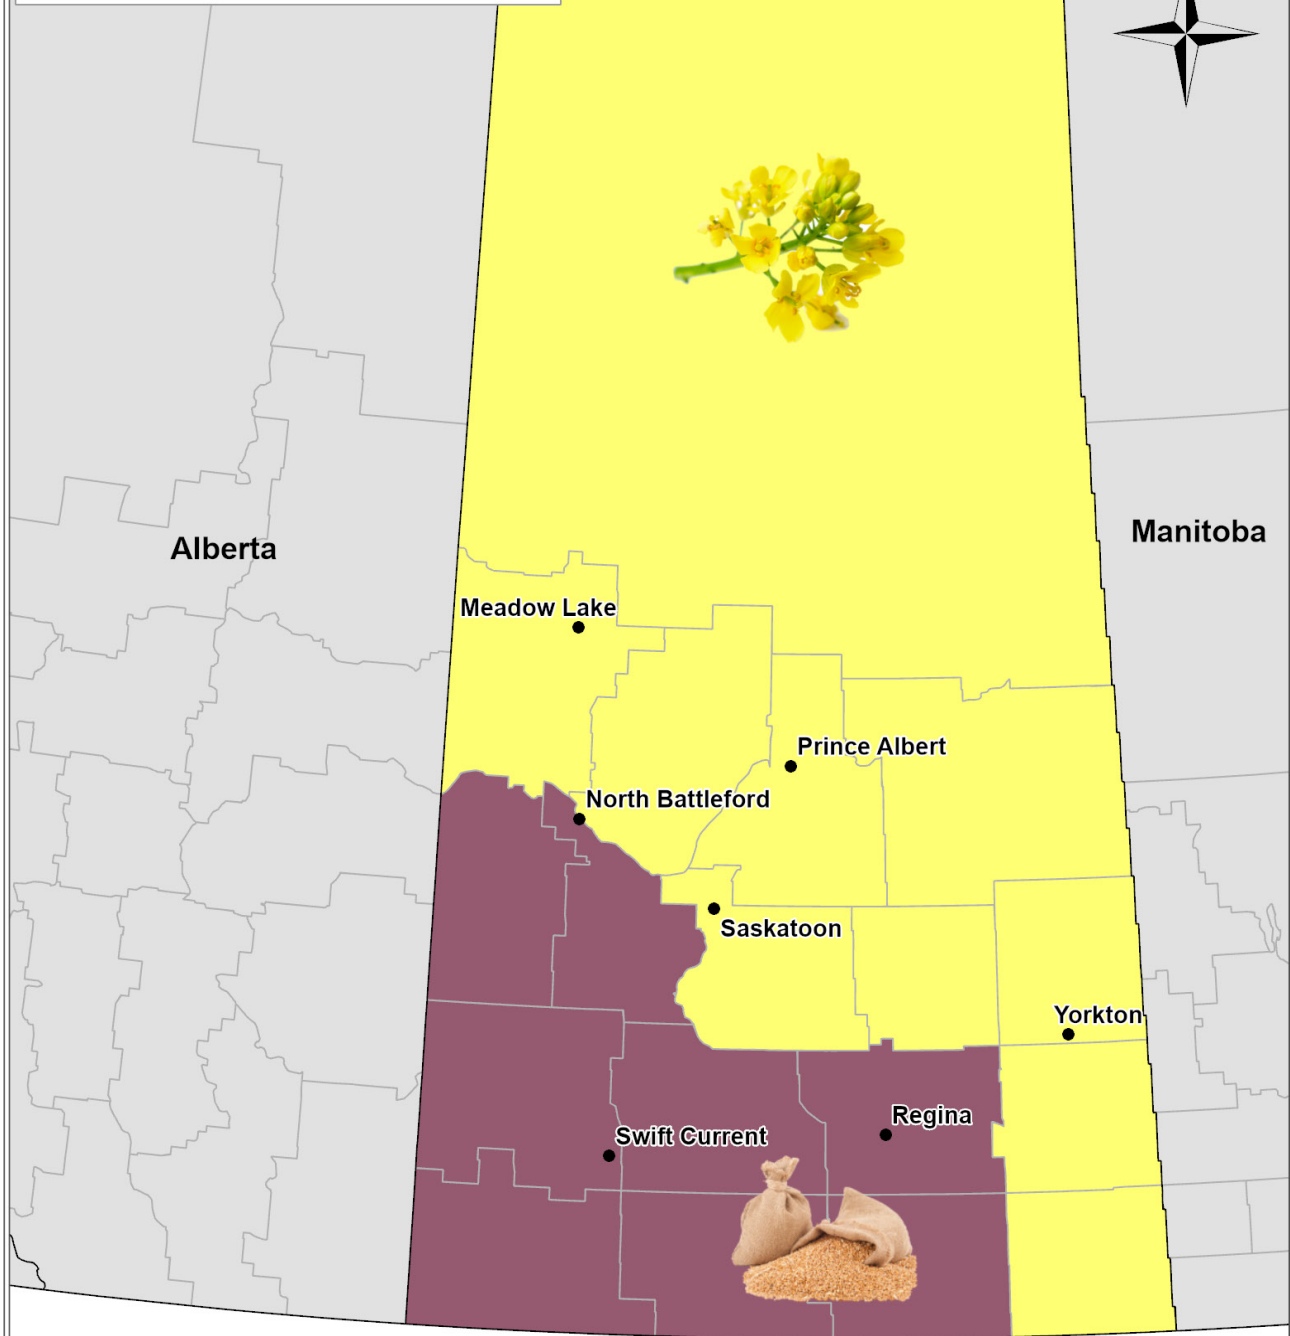 Manitoba
Alberta
Meadow Lake
Prince Albert
North Battleford
Saskatoon
Yorkton
Regina
Swift Current